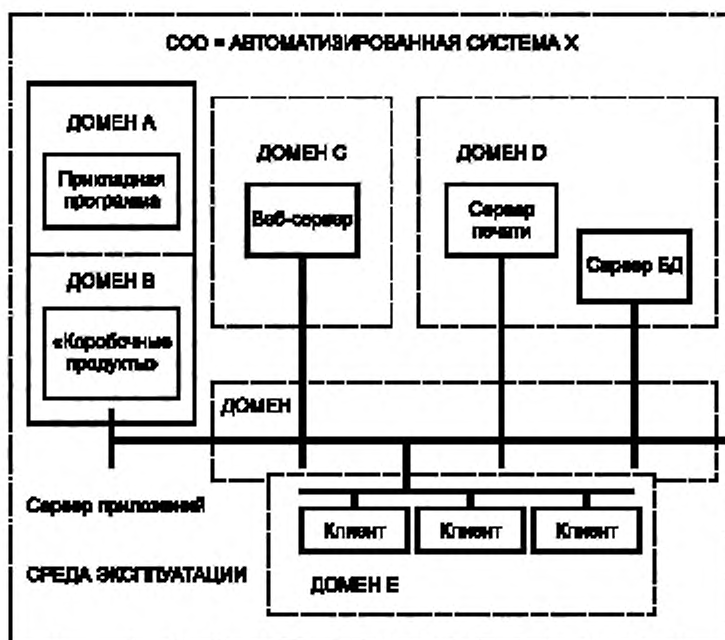 СОО = АВТОМАТИЗИРОВАННАЯ СИСТЕМА X
ДОМЕН A
Прикладная
программа
ДОМЕН B
«Коробочные
продукты»
ДОМЕН C
Веб-сервер
ДОМЕН D
Сервер
печати
Сервер БД
ДОМЕН
Сервер приложений
Клиент
Клиент
Клиент
СРЕДА ЭКСПЛУАТАЦИИ
ДОМЕН E